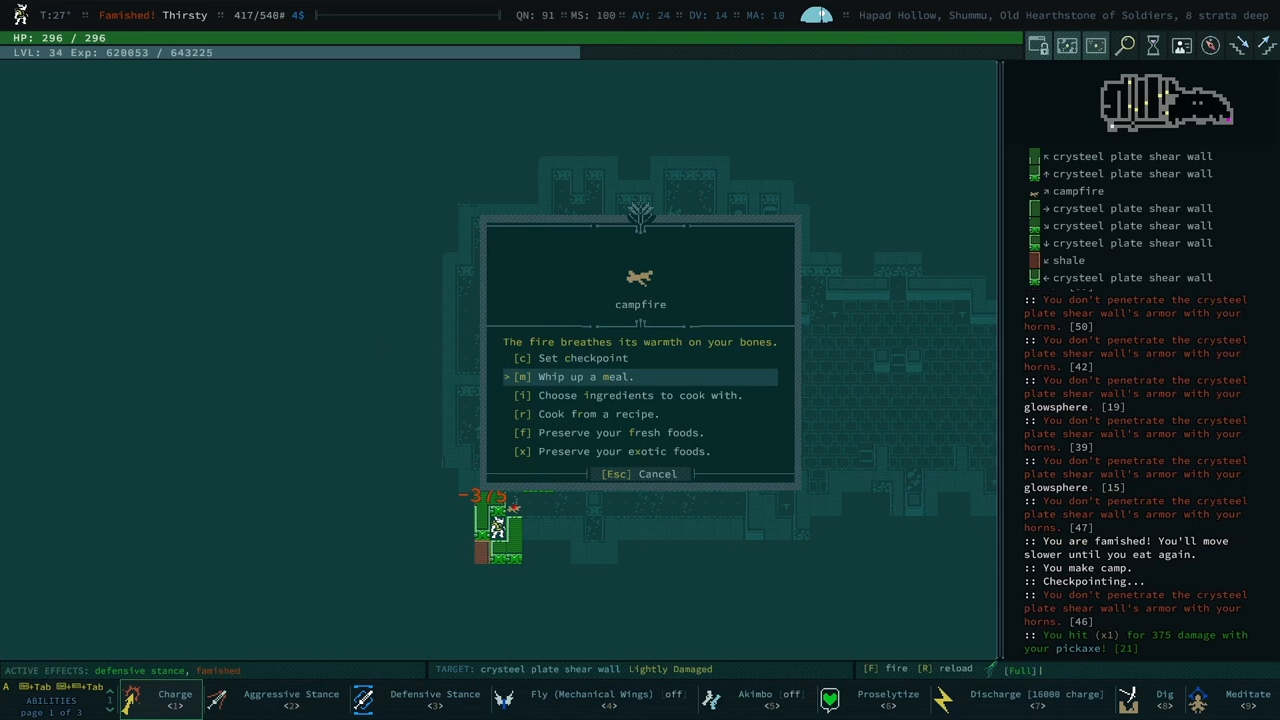 T:27° :: Famished! Thirsty :: 417/540# 4$ QN: 91 :: MS: 100 :: AV: 24 :: DV: 14 :: MA: 10 :: Hapad Hollow, Shummu, Old Hearthstone of Soldiers, 8 strata deep
HP: 296 / 296
LVL: 34 Exp: 620053 / 643225
crysteel plate shear wall
crysteel plate shear wall
campfire
crysteel plate shear wall
crysteel plate shear wall
crysteel plate shear wall
shale
crysteel plate shear wall
campfire
The fire breathes its warmth on your bones.
[c] Set checkpoint
> [m] Whip up a meal.
[i] Choose ingredients to cook with.
[r] Cook from a recipe.
[f] Preserve your fresh foods.
[x] Preserve your exotic foods.
[Esc] Cancel
-375
:: You don't penetrate the crysteel
plate shear wall's armor with your
horns. [50]
:: You don't penetrate the crysteel
plate shear wall's armor with your
horns. [42]
:: You don't penetrate the crysteel
plate shear wall's armor with your
glowsphere. [19]
:: You don't penetrate the crysteel
plate shear wall's armor with your
horns. [39]
:: You don't penetrate the crysteel
plate shear wall's armor with your
glowsphere. [15]
:: You don't penetrate the crysteel
plate shear wall's armor with your
horns. [47]
:: You are famished! You'll move
slower until you eat again.
:: You make camp.
:: Checkpointing...
:: You don't penetrate the crysteel
plate shear wall's armor with your
horns. [46]
:: You hit (x1) for 375 damage with
your pickaxe! [21]
ACTIVE EFFECTS: defensive stance, famished
TARGET: crysteel plate shear wall Lightly Damaged
[F] fire [R] reload
[Full]
A +Tab +Tab
ABILITIES
page 1 of 3
1
Charge
<1>
Aggressive Stance
<2>
Defensive Stance
<3>
Fly (Mechanical Wings) [off]
<4>
Akimbo [off]
<5>
Proselytize
<6>
Discharge [16000 charge]
<7>
Dig
<8>
Meditate
<9>